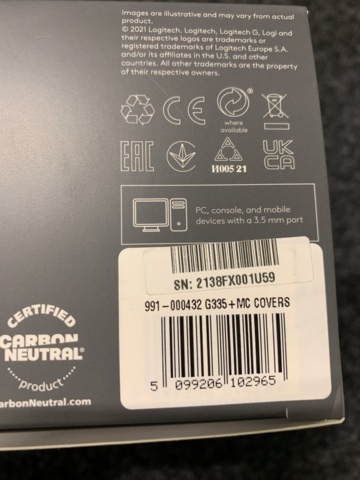 Images are illustrative and may vary from actual
product.
© 2021 Logitech, Logitech, Logitech G, Logi and
their respective logos are trademarks or
registered trademarks of Logitech Europe S.A.
and/or its affiliates in the U.S. and other
countries. All other trademarks are the property
of their respective owners.
CE
where
available
EAC
И005 21
UK
CA
PC, console, and mobile
devices with a 3.5 mm port
SN: 2138FX001U59
991-000432 G335+MC COVERS
5 099206 102965
CERTIFIED
CARBON
NEUTRAL®
product
arbonNeutral.com